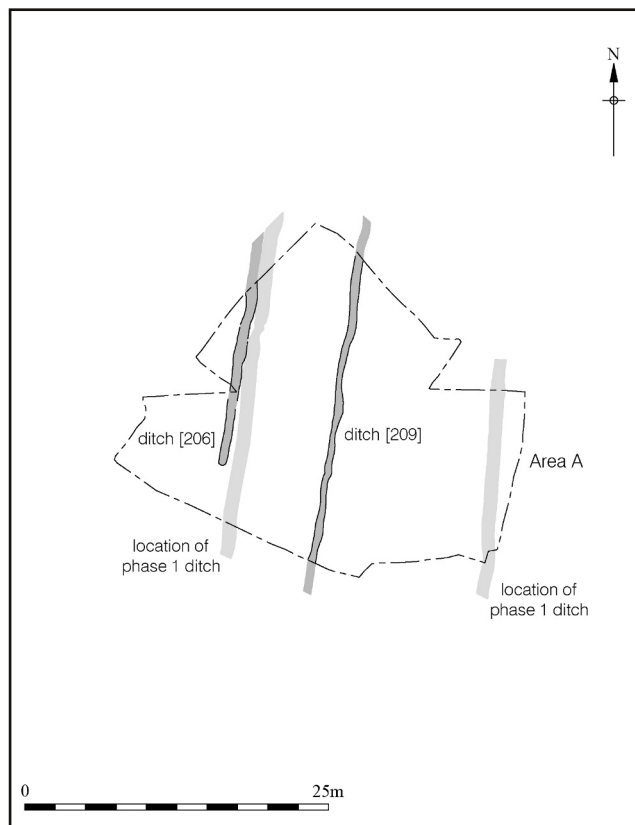 N
ditch [206]
ditch [209]
Area A
location of
phase 1 ditch
location of
phase 1 ditch
0
25m